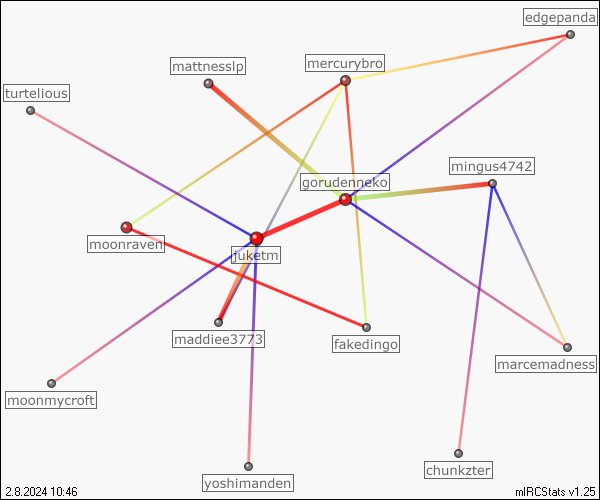 edgepanda
mattnesslp
mercurybro
turtelious
mingus4742
gorudenneko
moonraven
juketm
maddiee3773
fakedingo
marcemadness
moonmycroft
chunkzter
yoshimanden
2.8.2024 10:46
mIRCStats v1.25